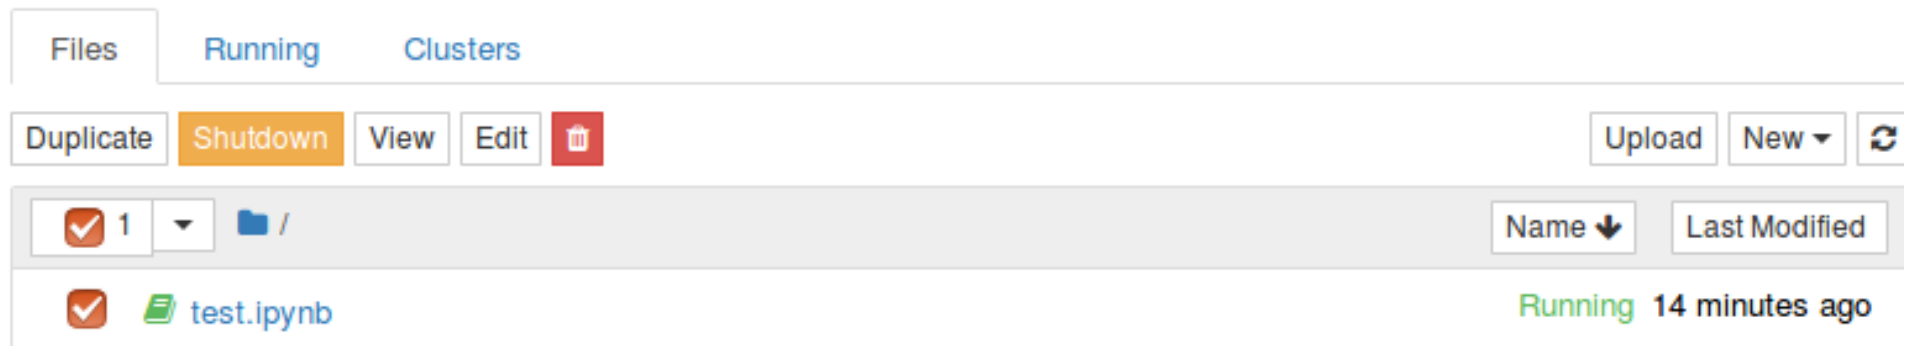 Files Running Clusters
Duplicate Shutdown View Edit Upload New
1 / Name Last Modified
test.ipynb Running 14 minutes ago